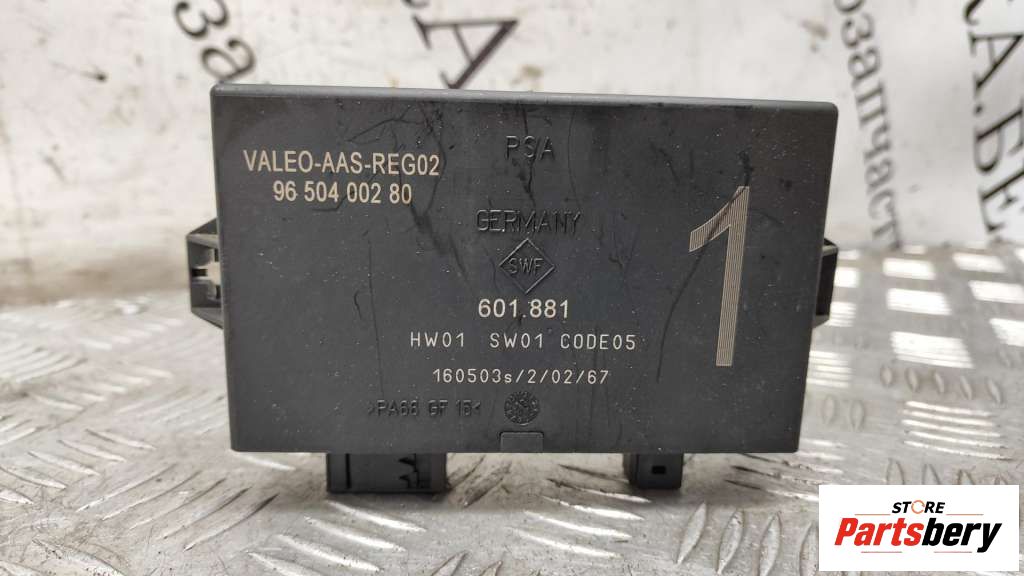 VALEO-AAS-REG02
96 504 002 80
PSA
GERMANY
SWF
601.881
HW01 SW01 CODE05
160503s/2/02/67
>PA66 GF 15<
1
STORE
Partsbery